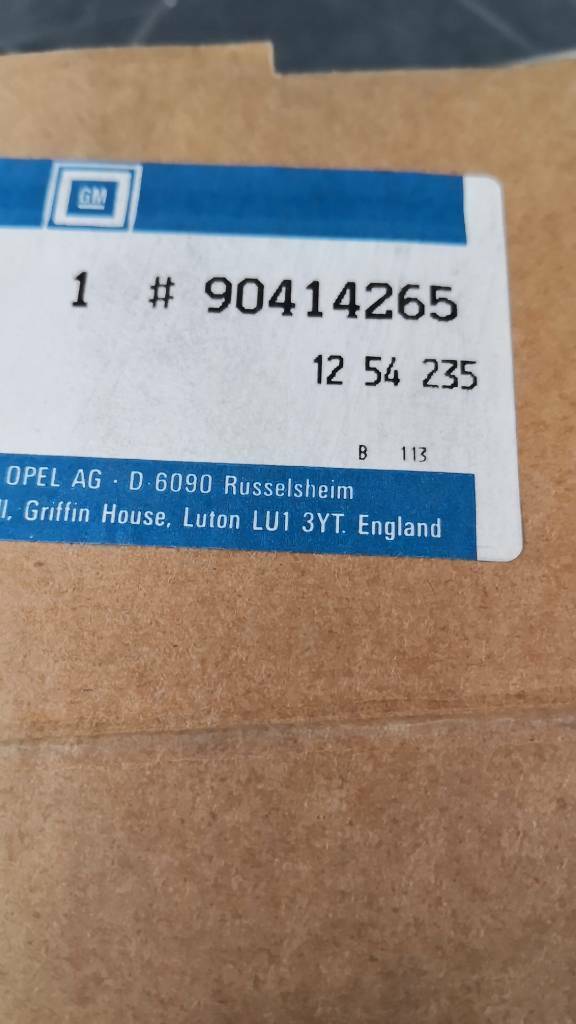 GM
1 # 90414265
12 54 235
B 113
OPEL AG · D-6090 Russelsheim
Griffin House, Luton LU1 3YT. England